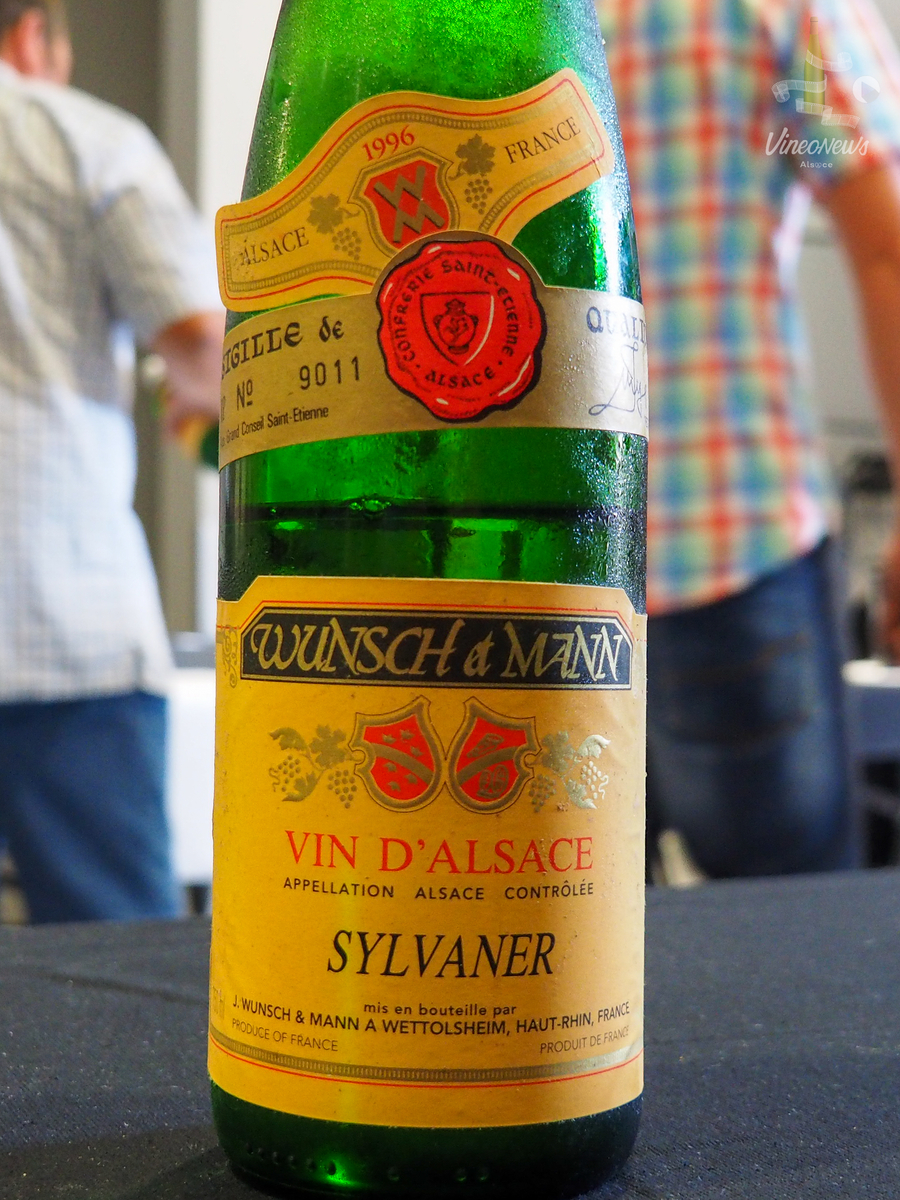 VineoNews
Alsace
1996
FRANCE
ALSACE
CONFRERIE SAINT-ETIENNE
ALSACE
SIGILLE de
Nº 9011
Grand Conseil Saint-Etienne
WUNSCH et MANN
VIN D'ALSACE
APPELLATION ALSACE CONTRÔLÉE
SYLVANER
mis en bouteille par
J. WUNSCH & MANN A WETTOLSHEIM, HAUT-RHIN, FRANCE
PRODUCE OF FRANCE
PRODUIT DE FRANCE